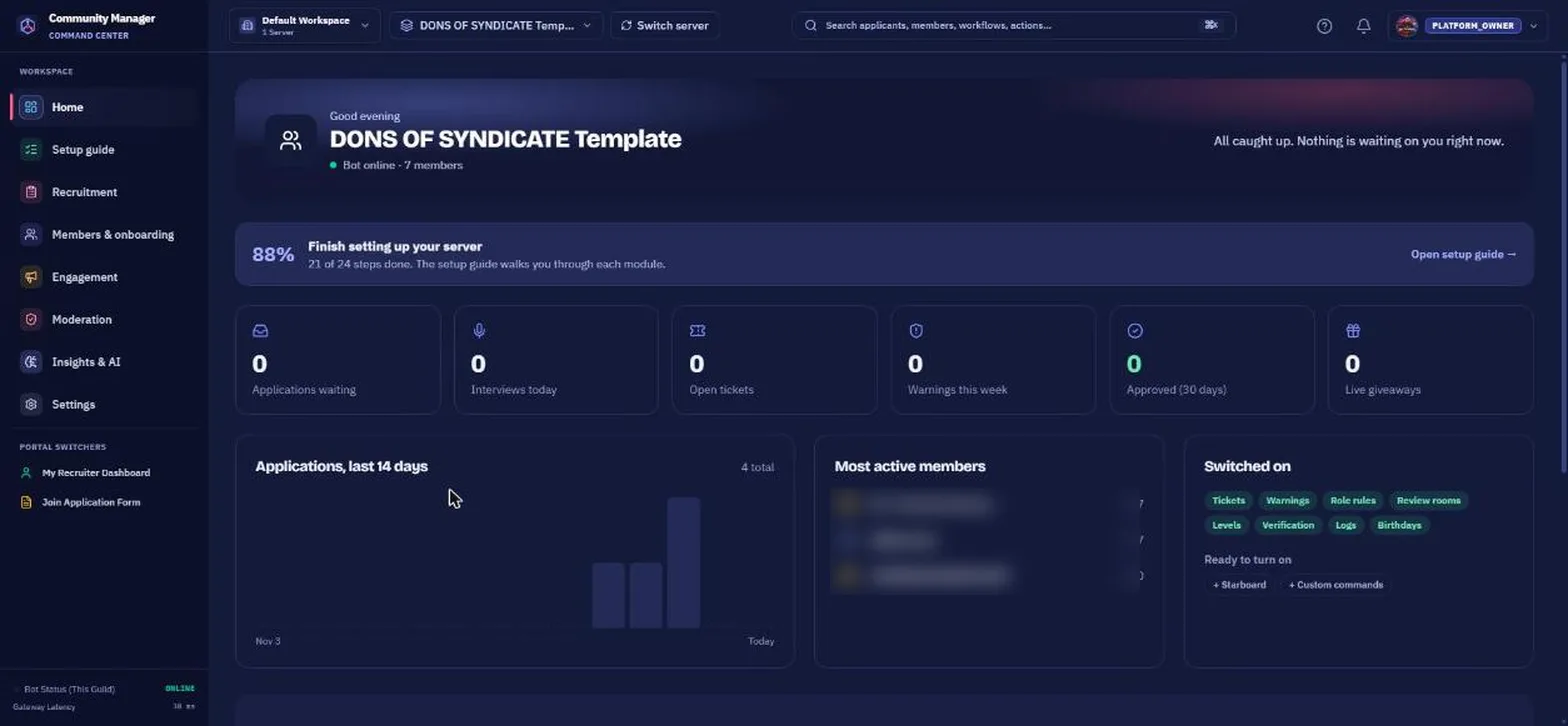 Community Manager
COMMAND CENTER
Default Workspace
1 Server
DONS OF SYNDICATE Temp...
Switch server
Search applicants, members, workflows, actions...
⌘K
PLATFORM_OWNER
WORKSPACE
Home
Setup guide
Recruitment
Members & onboarding
Engagement
Moderation
Insights & AI
Settings
PORTAL SWITCHERS
My Recruiter Dashboard
Join Application Form
Bot Status (This Guild) ONLINE
Gateway Latency
Good evening
DONS OF SYNDICATE Template
Bot online · 7 members
All caught up. Nothing is waiting on you right now.
88%
Finish setting up your server
21 of 24 steps done. The setup guide walks you through each module.
Open setup guide →
0
Applications waiting
0
Interviews today
0
Open tickets
0
Warnings this week
0
Approved (30 days)
0
Live giveaways
Applications, last 14 days
4 total
Nov 3
Today
Most active members
Switched on
Tickets Warnings Role rules Review rooms
Levels Verification Logs Birthdays
Ready to turn on
+ Starboard + Custom commands